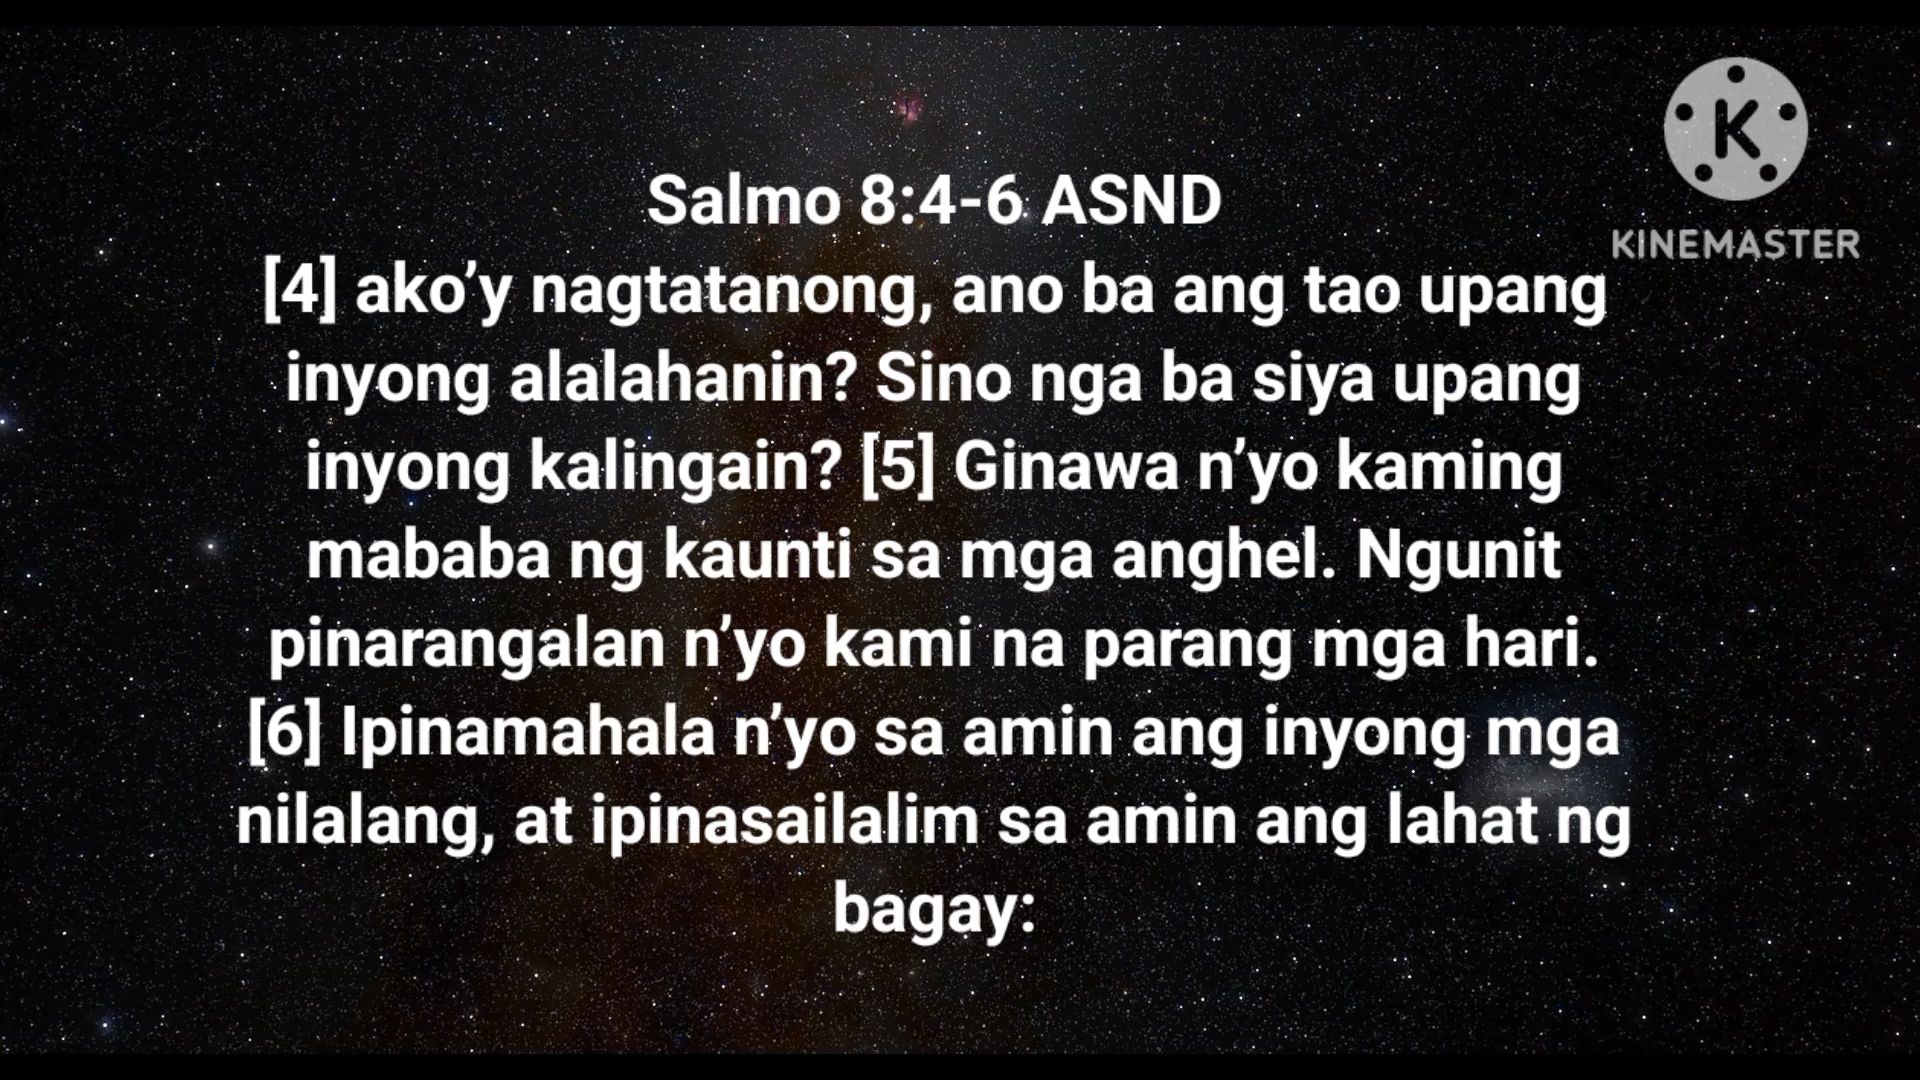 Salmo 8:4-6 ASND
[4] ako’y nagtatanong, ano ba ang tao upang
inyong alalahanin? Sino nga ba siya upang
inyong kalingain? [5] Ginawa n’yo kaming
mababa ng kaunti sa mga anghel. Ngunit
pinarangalan n’yo kami na parang mga hari.
[6] Ipinamahala n’yo sa amin ang inyong mga
nilalang, at ipinasailalim sa amin ang lahat ng
bagay:
K
KINEMASTER